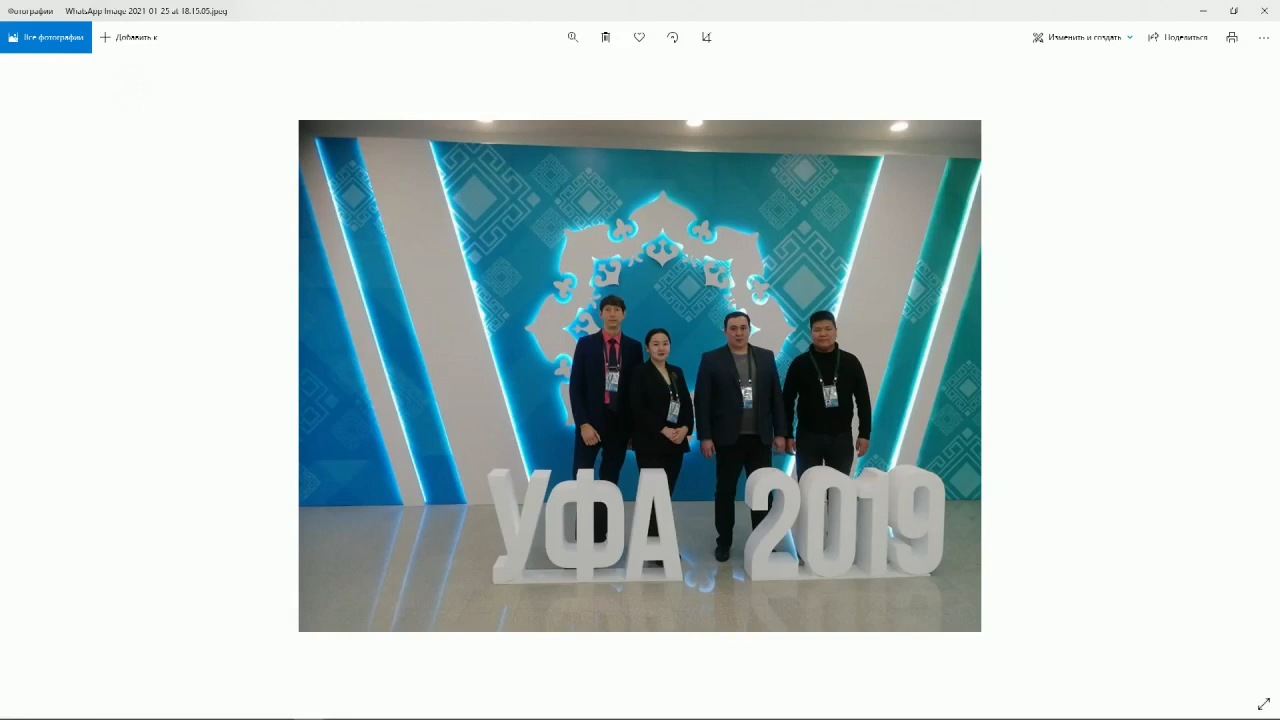 Фотографии
WhatsApp Image 2021-01-25 at 18.15.05.jpeg
Все фотографии
Добавить к
Изменить и создать
Поделиться
УФА 2019